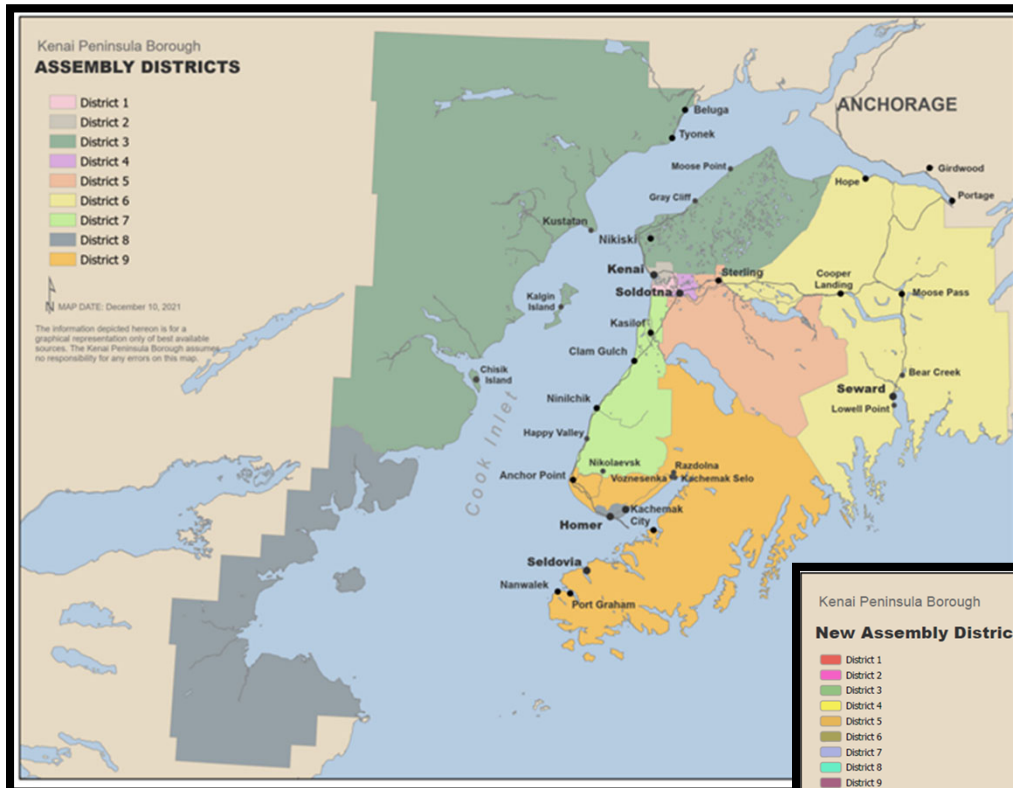 Kenai Peninsula Borough
ASSEMBLY DISTRICTS
District 1
District 2
District 3
District 4
District 5
District 6
District 7
District 8
District 9
N MAP DATE: December 10, 2021
The information depicted hereon is for a
graphical representation only of best available
sources. The Kenai Peninsula Borough assumes
no responsibility for any errors on this map.
ANCHORAGE
Beluga
Tyonek
Moose Point
Girdwood
Hope
Portage
Gray Cliff
Kustatan
Nikiski
Kenai
Sterling
Cooper
Landing
Moose Pass
Soldotna
Kalgin
Island
Kasilof
Clam Gulch
Chisik
Island
Bear Creek
Seward
Lowell Point
Ninilchik
Cook Inlet
Happy Valley
Nikolaevsk
Razdolna
Anchor Point
Voznesenka
Kachemak Selo
Kachemak
City
Homer
Seldovia
Nanwalek
Port Graham
Kenai Peninsula Borough
New Assembly Distric
District 1
District 2
District 3
District 4
District 5
District 6
District 7
District 8
District 9